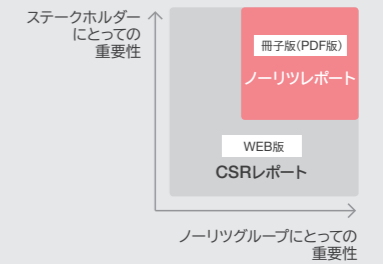 ステークホルダー
にとっての
重要性
冊子版(PDF版)
ノーリツレポート
WEB版
CSRレポート
ノーリツグループにとっての
重要性